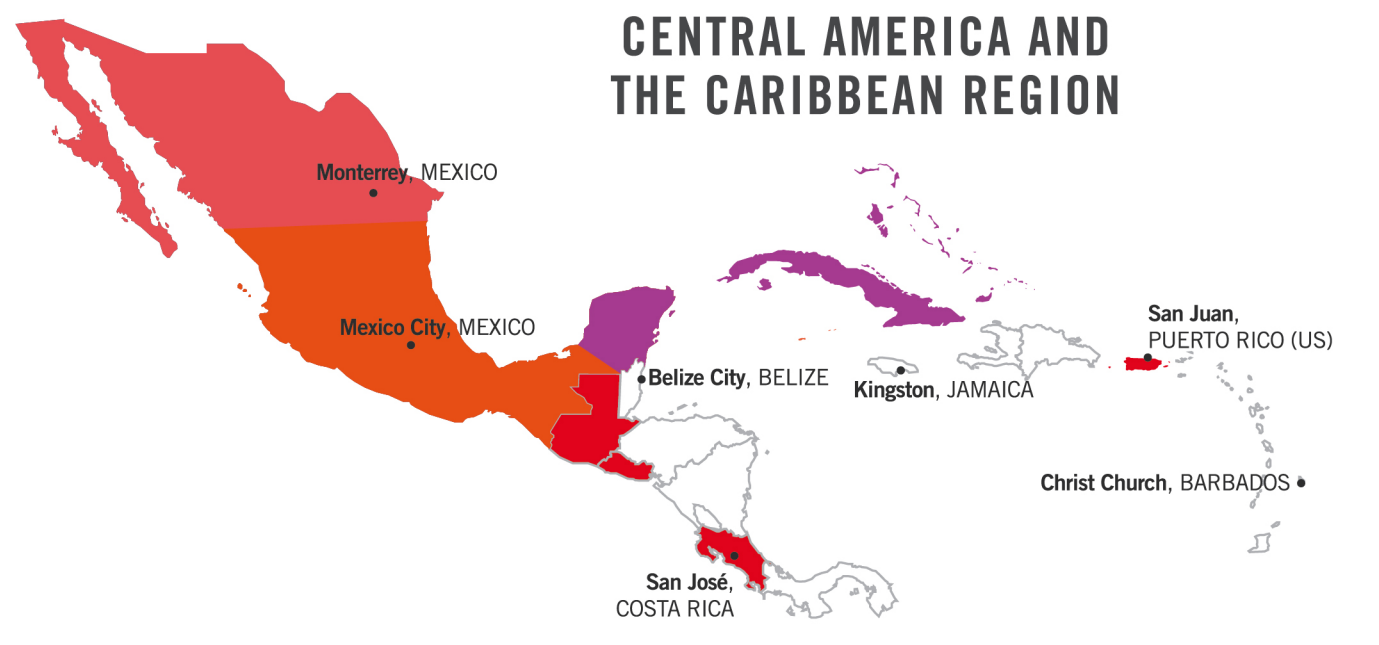 CENTRAL AMERICA AND
THE CARIBBEAN REGION
Monterrey, MEXICO
Mexico City, MEXICO
San Juan,
PUERTO RICO (US)
Belize City, BELIZE
Kingston, JAMAICA
Christ Church, BARBADOS
San José,
COSTA RICA